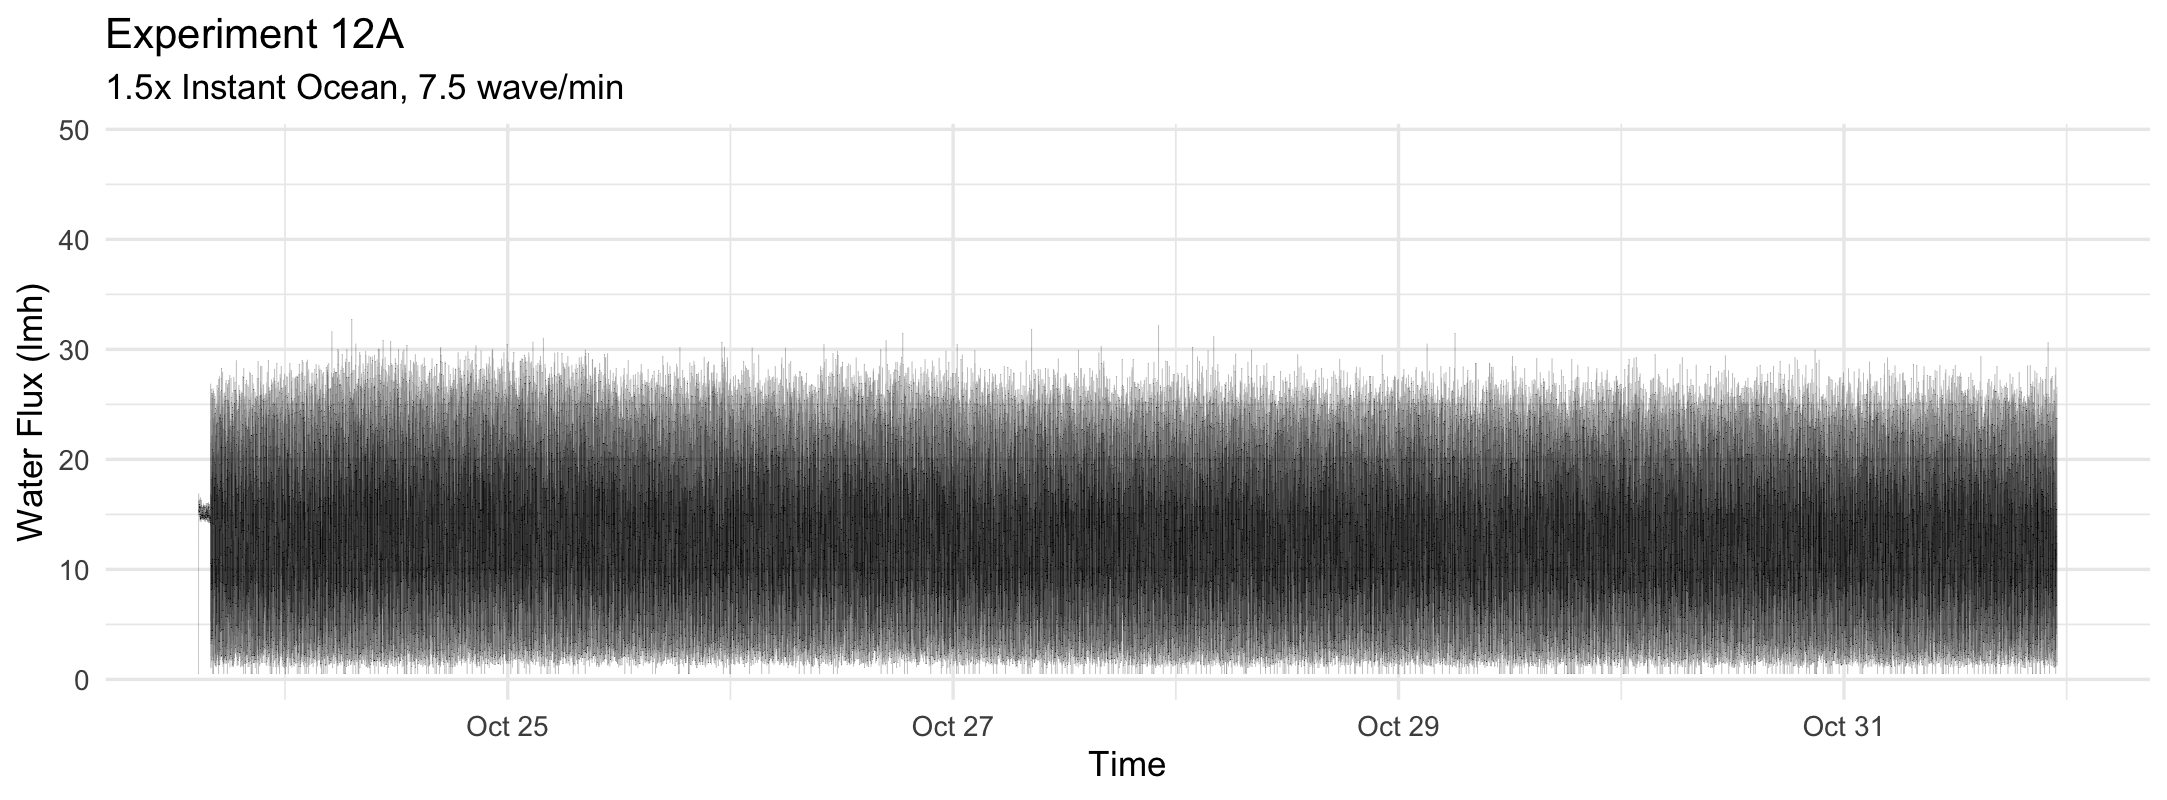 Experiment 12A
1.5x Instant Ocean, 7.5 wave/min
50
40
30
20
10
0
Water Flux (lmh)
Oct 25
Oct 27
Oct 29
Oct 31
Time